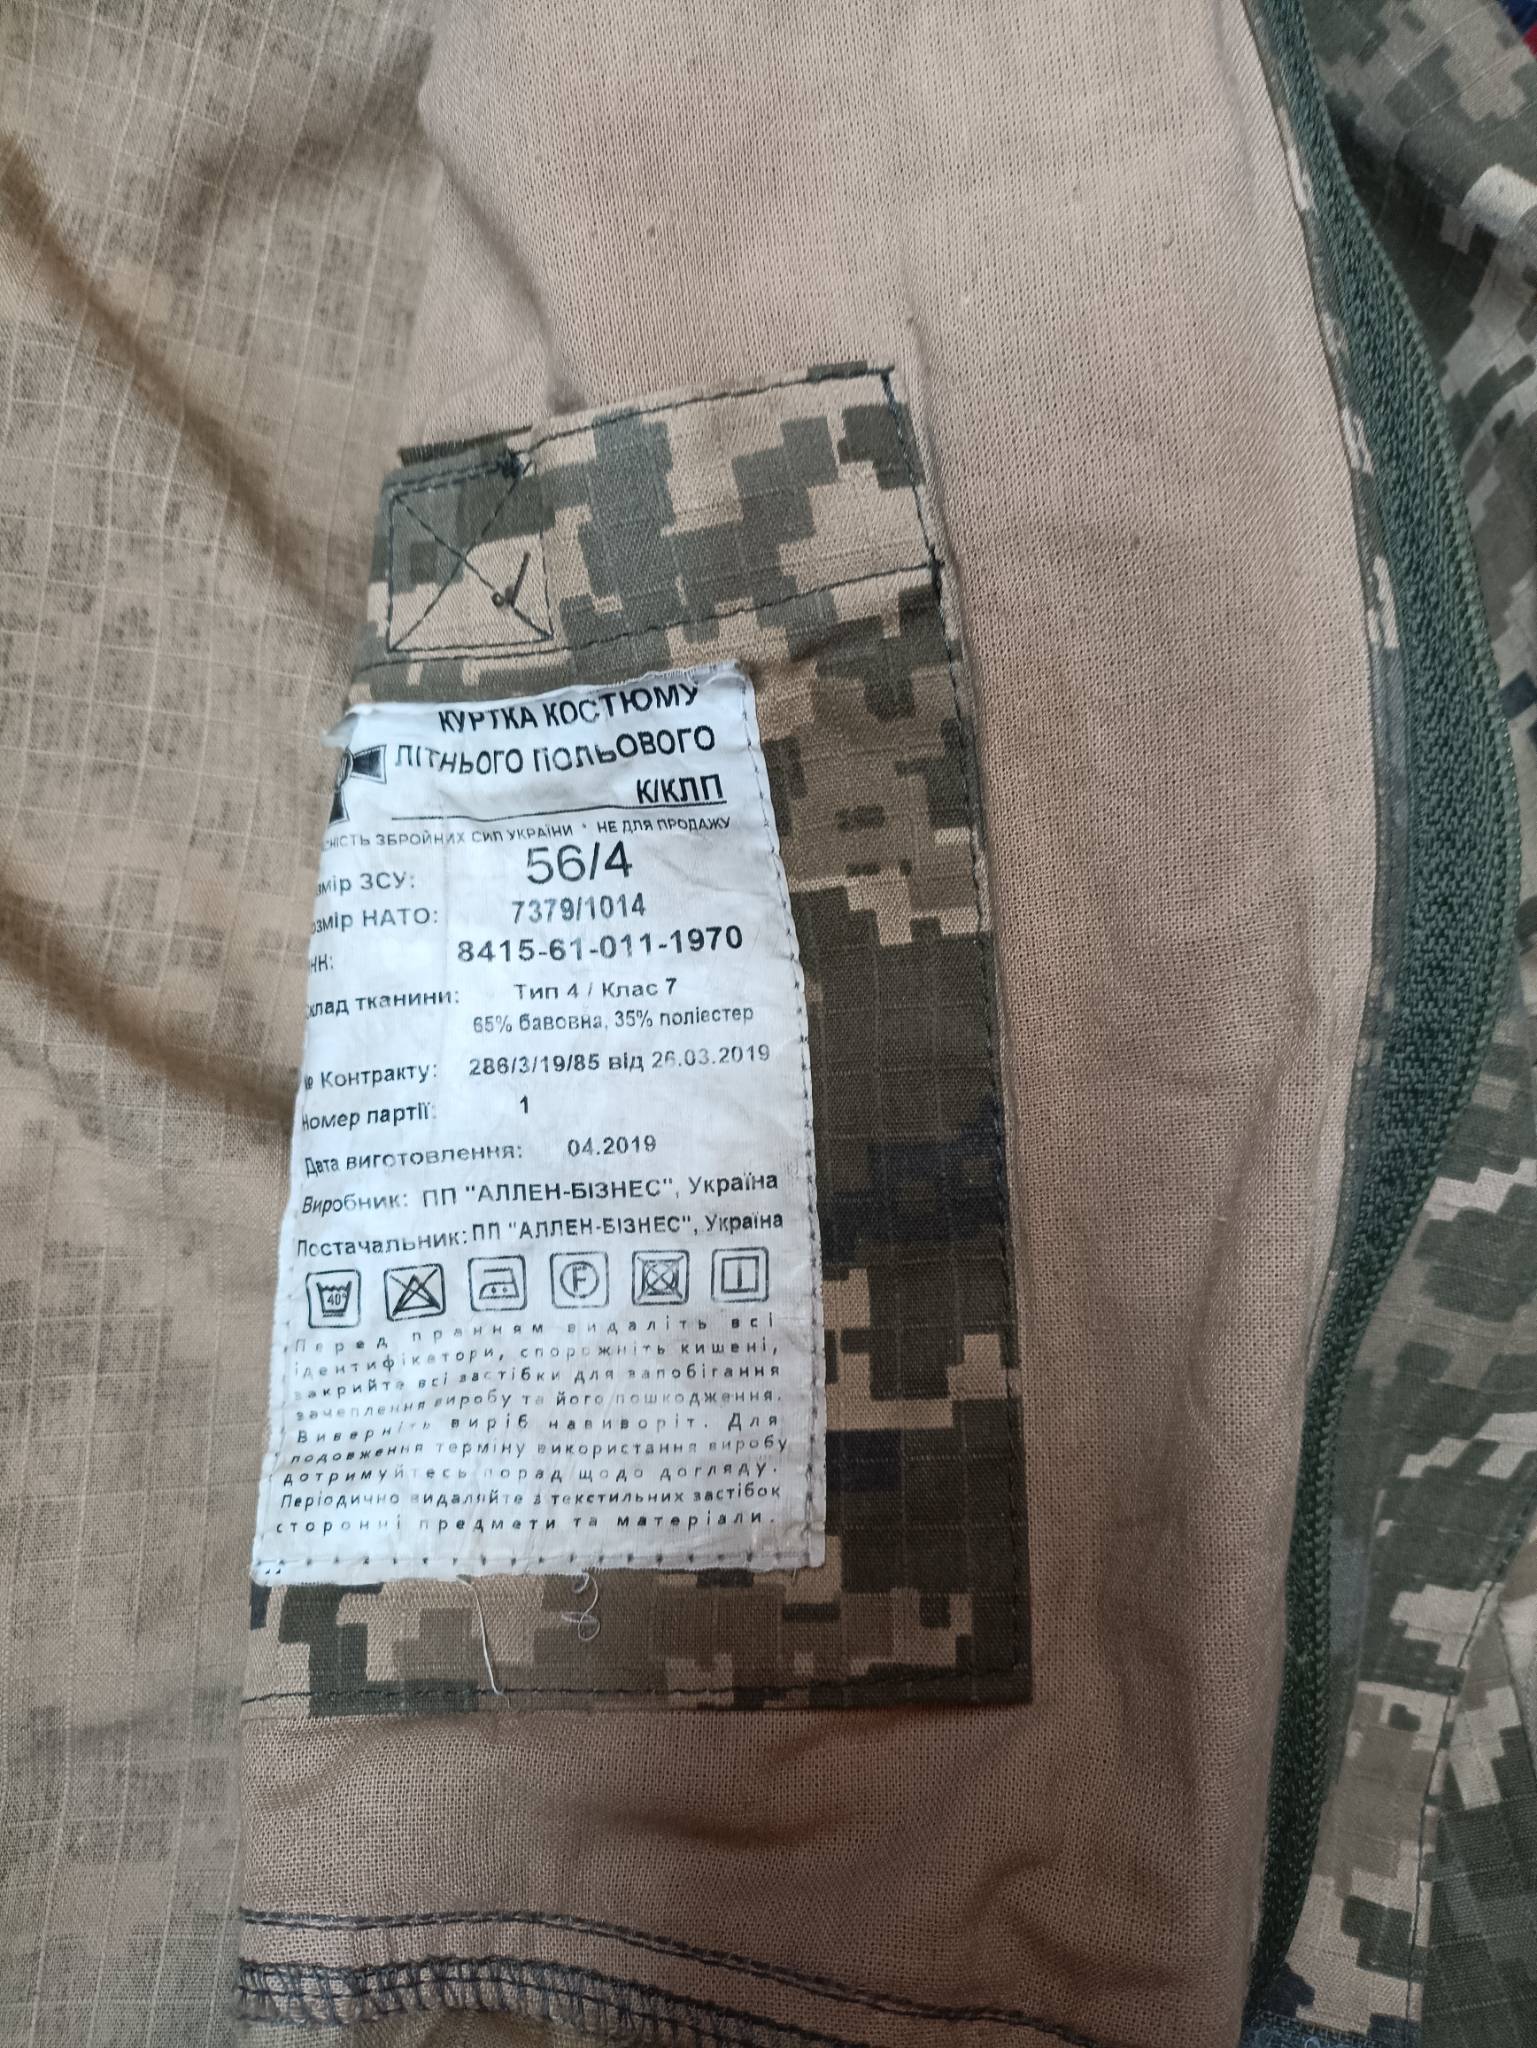 КУРТКА КОСТЮМУ
ЛІТНЬОГО ПОЛЬОВОГО
К/КЛП
ЗБРОЙНИХ СИЛ УКРАЇНИ * НЕ ДЛЯ ПРОДАЖУ
ЗСУ: 56/4
НАТО: 7379/1014
8415-61-011-1970
тканини: Тип 4 / Клас 7
65% бавовна, 35% поліестер
№ Контракту: 286/3/19/85 від 26.03.2019
Номер партії: 1
Дата виготовлення: 04.2019
Виробник: ПП "АЛЛЕН-БІЗНЕС", Україна
Постачальник: ПП "АЛЛЕН-БІЗНЕС", Україна
40° F
Перед пранням видаліть всі
ідентифікатори, спорожніть кишені,
закрийте всі застібки для запобігання
зачеплення виробу та його пошкодження.
Виверніть виріб навиворіт. Для
подовження терміну використання виробу
дотримуйтесь порад щодо догляду.
Періодично видаляйте з текстильних застібок
сторонні предмети та матеріали.